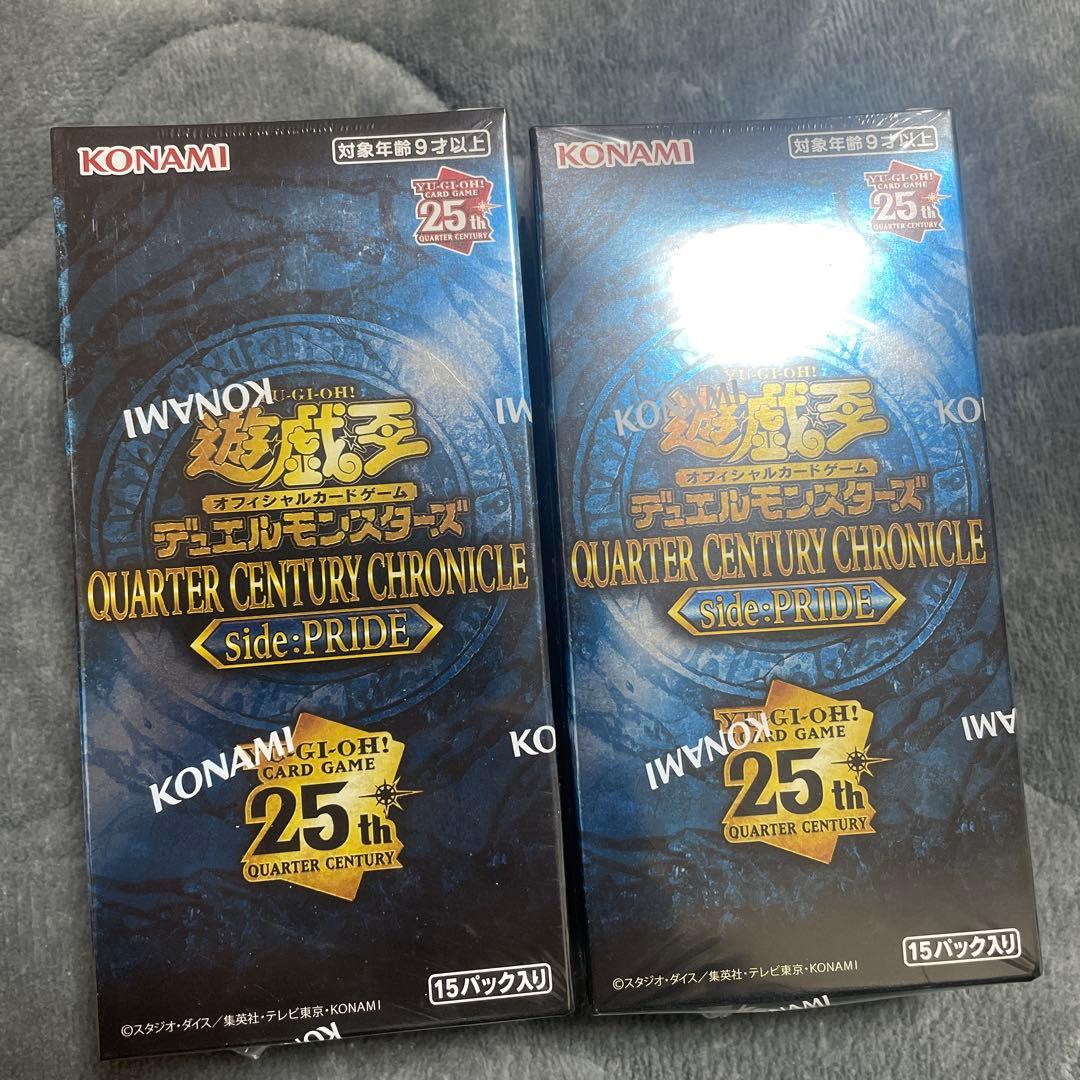 KONAMI
対象年齢9才以上
YU-GI-OH!
CARD GAME
25th
QUARTER CENTURY
KONAMI
YU-GI-OH!
遊戯王
オフィシャルカードゲーム
デュエルモンスターズ
QUARTER CENTURY CHRONICLE
side:PRIDE
KONAMI
YU-GI-OH!
CARD GAME
25th
QUARTER CENTURY
KO
15パック入り
©スタジオ・ダイス/集英社・テレビ東京・KONAMI
KONAMI
対象年齢9才以上
YU-GI-OH!
CARD GAME
25th
QUARTER CENTURY
YU-GI-OH!
KONAMI
KO
遊戯王
オフィシャルカードゲーム
デュエルモンスターズ
QUARTER CENTURY CHRONICLE
side:PRIDE
YU-GI-OH!
CARD GAME
KONAMI
25th
QUARTER CENTURY
15パック入り
©スタジオ・ダイス/集英社・テレビ東京・KONAMI